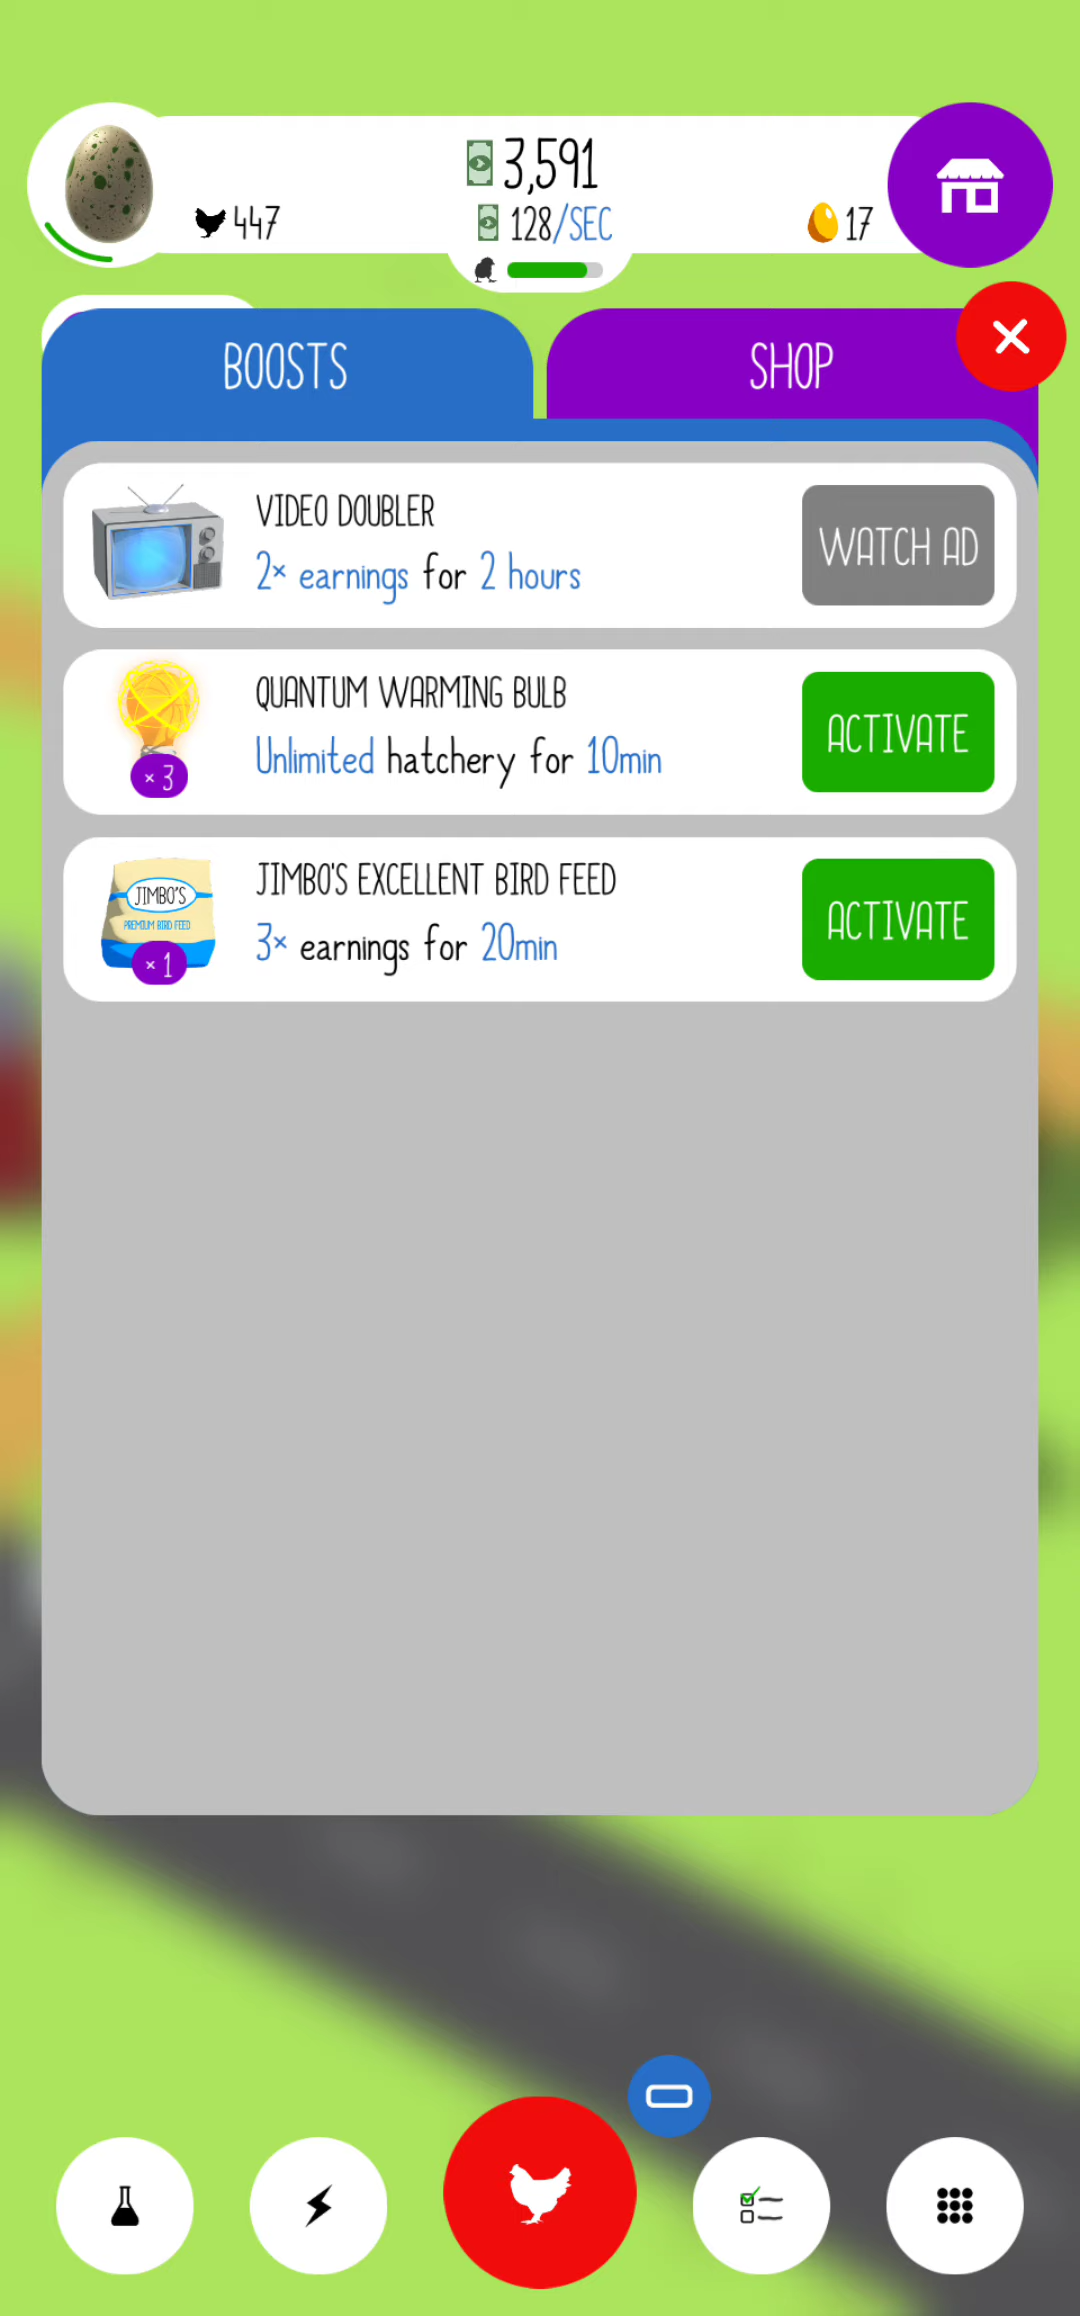 3,591
447
128/SEC
17
BOOSTS
SHOP
VIDEO DOUBLER
2× earnings for 2 hours
WATCH AD
QUANTUM WARMING BULB
Unlimited hatchery for 10min
× 3
ACTIVATE
JIMBO'S EXCELLENT BIRD FEED
3× earnings for 20min
JIMBO'S
PREMIUM BIRD FEED
× 1
ACTIVATE